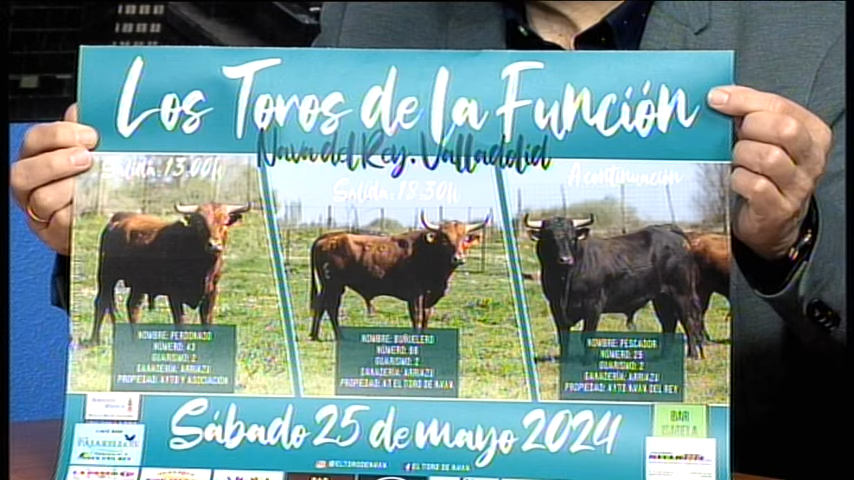 Los Toros de la Función
Nava del Rey. Valladolid
Salida: 13.00h
Salida: 18:30h
A continuación
NOMBRE: PERDONADO
NÚMERO: 43
GUARISMO: 2
GANADERÍA: ARRIAZU
PROPIEDAD: AYTO Y ASOCIACIÓN
NOMBRE: BUÑUELERO
NÚMERO: 56
GUARISMO: 2
GANADERÍA: ARRIAZU
PROPIEDAD: AT EL TORO DE NAVA
NOMBRE: PESCADOR
NÚMERO: 25
GUARISMO: 2
GANADERÍA: ARRIAZU
PROPIEDAD: AYTO NAVA DEL REY
Sábado 25 de mayo 2024
@ELTORODENAVA
EL TORO DE NAVA
BAR